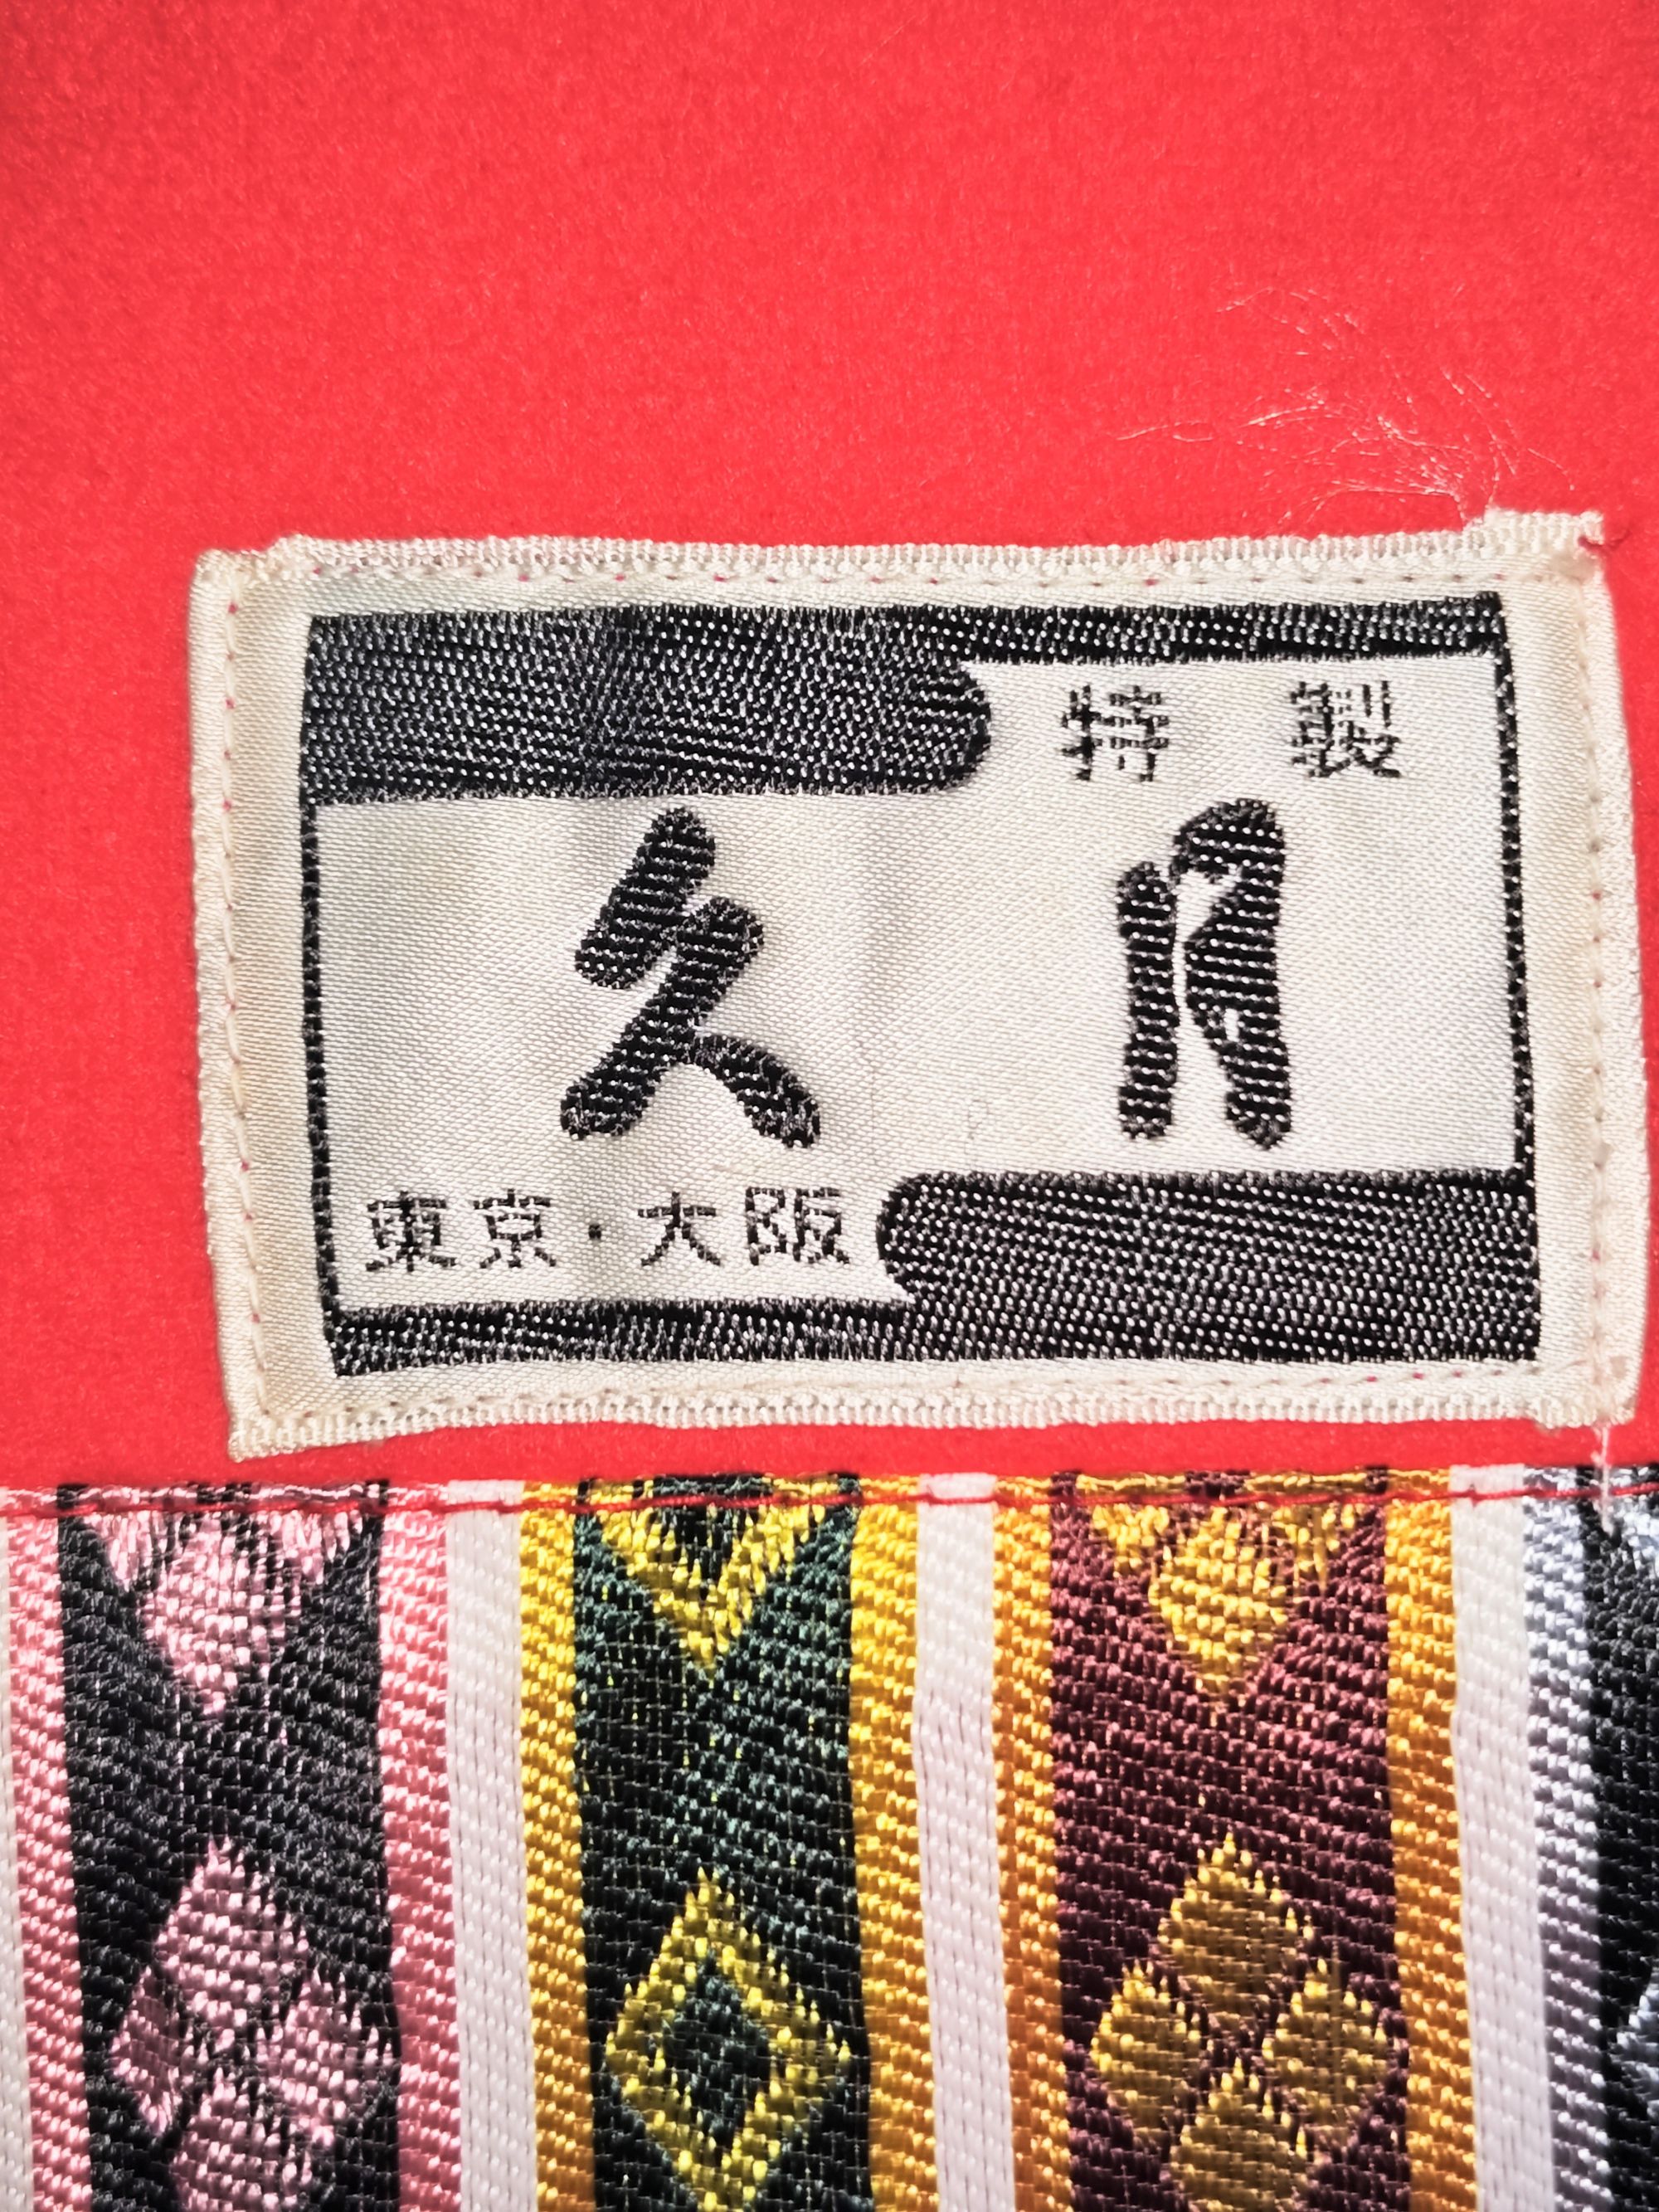 特製
久月
東京・大阪